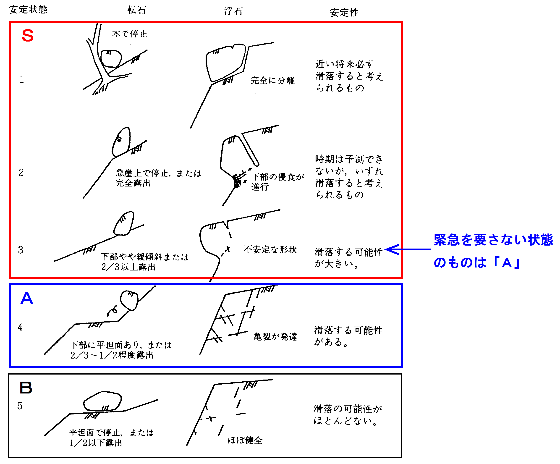 安定状態 転石 浮石 安定性
S
1
木で停止
完全に分離
近い将来必ず
滑落すると考え
られるもの
2
急崖上で停止、または
完全露出
下部の侵食が
進行
時期は予測でき
ないが、いずれ
滑落すると考え
られるもの
3
下部やや緩傾斜または
2/3以上露出
不安定な形状
滑落する可能性
が大きい。
緊急を要さない状態
のものは「A」
A
4
下部に平坦面あり、または
2/3~1/2程度露出
亀裂が発達
滑落する可能性
がある。
B
5
平坦面で停止、または
1/2以下露出
ほぼ健全
滑落の可能性が
ほとんどない。